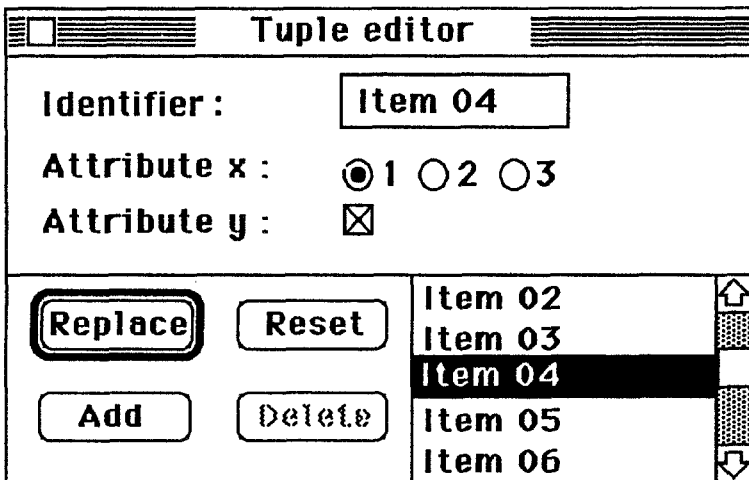 Tuple editor
Identifier: Item 04
Attribute x: 1 2 3
Attribute y:
Replace Reset
Add Delete
Item 02
Item 03
Item 04
Item 05
Item 06